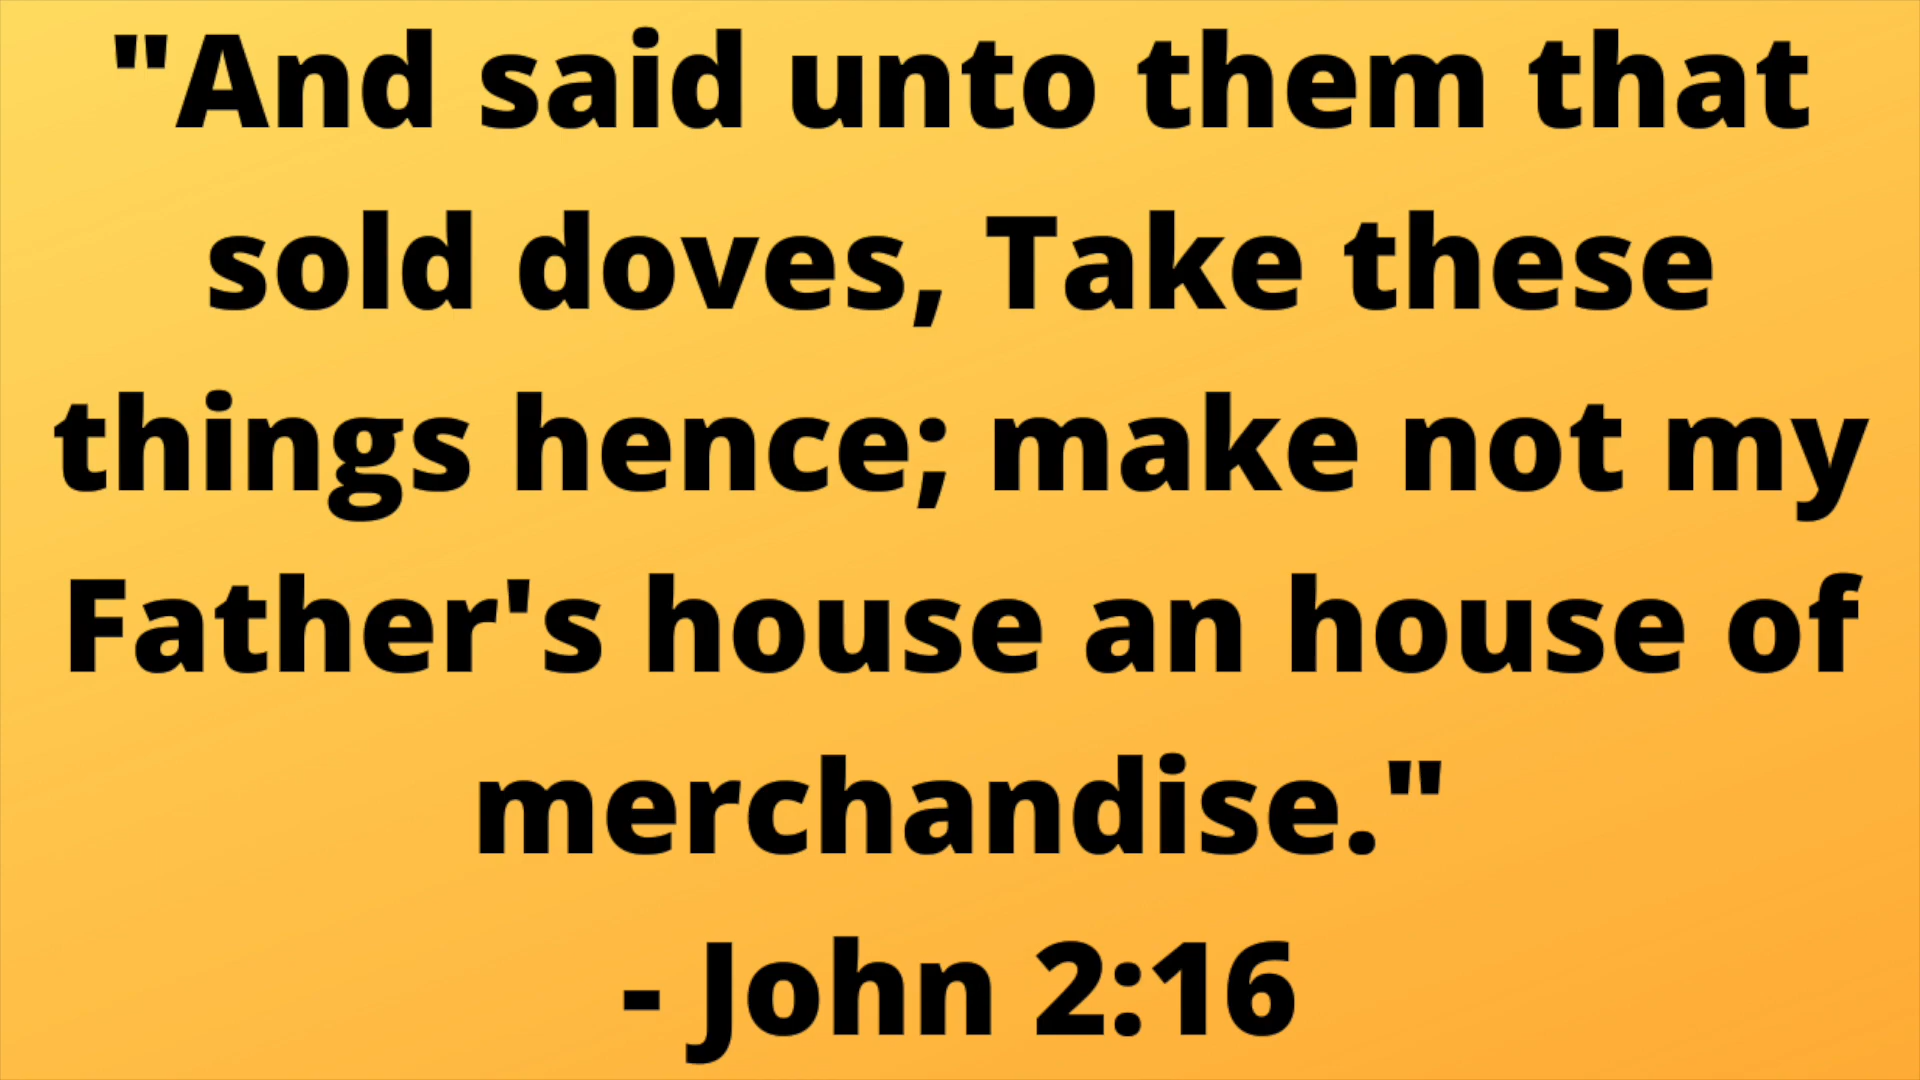 "And said unto them that
sold doves, Take these
things hence; make not my
Father's house an house of
merchandise."
- John 2:16